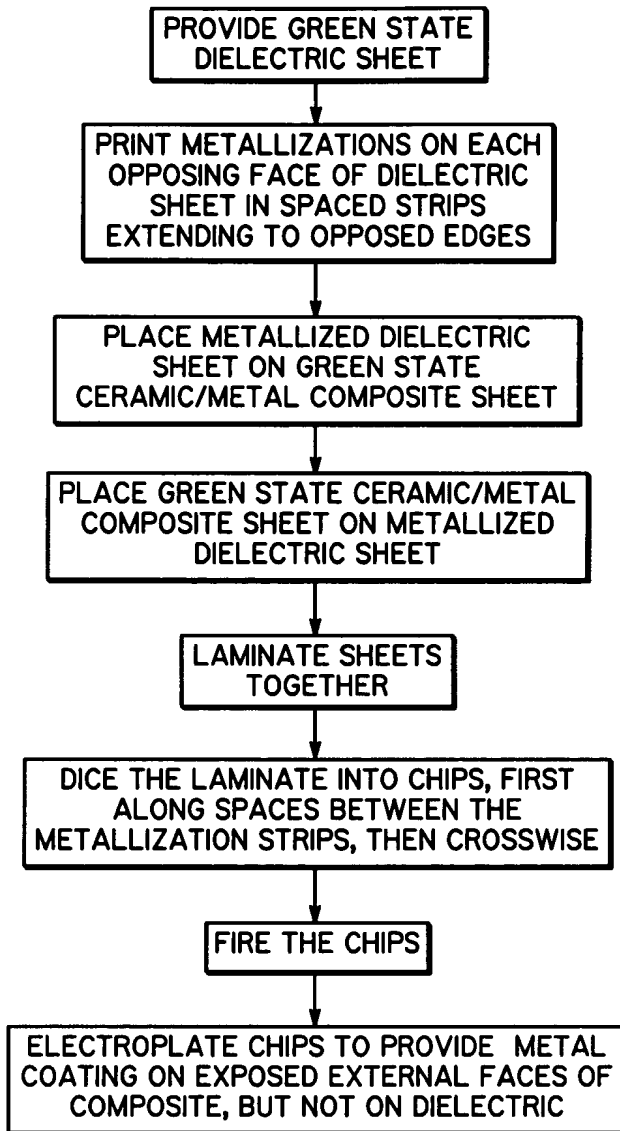 PROVIDE GREEN STATE
DIELECTRIC SHEET
PRINT METALLIZATIONS ON EACH
OPPOSING FACE OF DIELECTRIC
SHEET IN SPACED STRIPS
EXTENDING TO OPPOSED EDGES
PLACE METALLIZED DIELECTRIC
SHEET ON GREEN STATE
CERAMIC/METAL COMPOSITE SHEET
PLACE GREEN STATE CERAMIC/METAL
COMPOSITE SHEET ON METALLIZED
DIELECTRIC SHEET
LAMINATE SHEETS
TOGETHER
DICE THE LAMINATE INTO CHIPS, FIRST
ALONG SPACES BETWEEN THE
METALLIZATION STRIPS, THEN CROSSWISE
FIRE THE CHIPS
ELECTROPLATE CHIPS TO PROVIDE METAL
COATING ON EXPOSED EXTERNAL FACES OF
COMPOSITE, BUT NOT ON DIELECTRIC